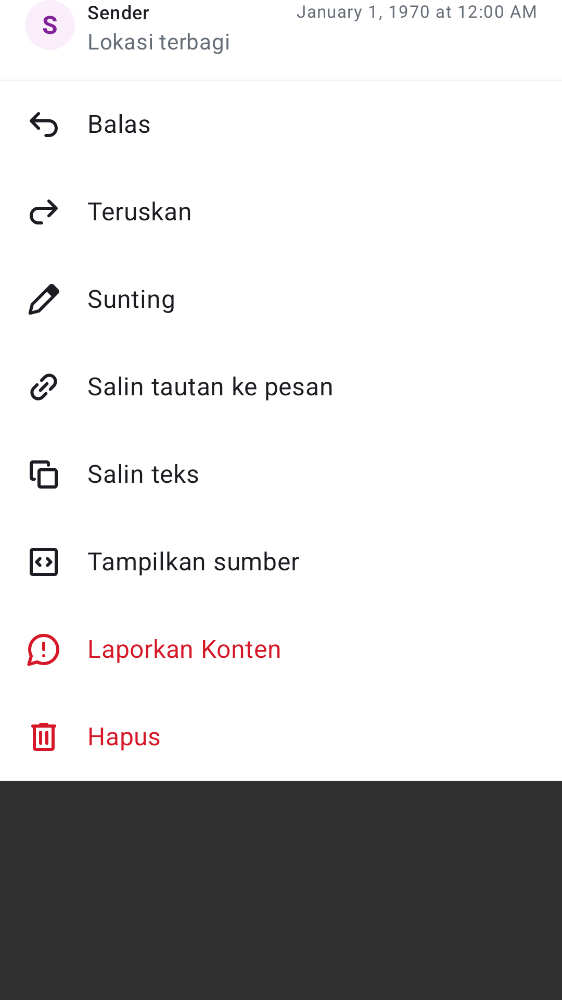 S
Sender
January 1, 1970 at 12:00 AM
Lokasi terbagi
Balas
Teruskan
Sunting
Salin tautan ke pesan
Salin teks
Tampilkan sumber
Laporkan Konten
Hapus